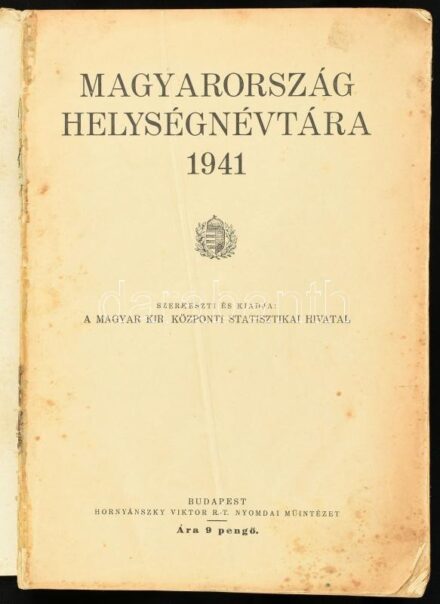 MAGYARORSZÁG
HELYSÉGNÉVTÁRA
1941
darabanth
SZERKESZTI ÉS KIADJA:
A MAGYAR KIR. KÖZPONTI STATISZTIKAI HIVATAL
BUDAPEST
HORNYÁNSZKY VIKTOR R.-T. NYOMDAI MŰINTÉZET
Ára 9 pengő.